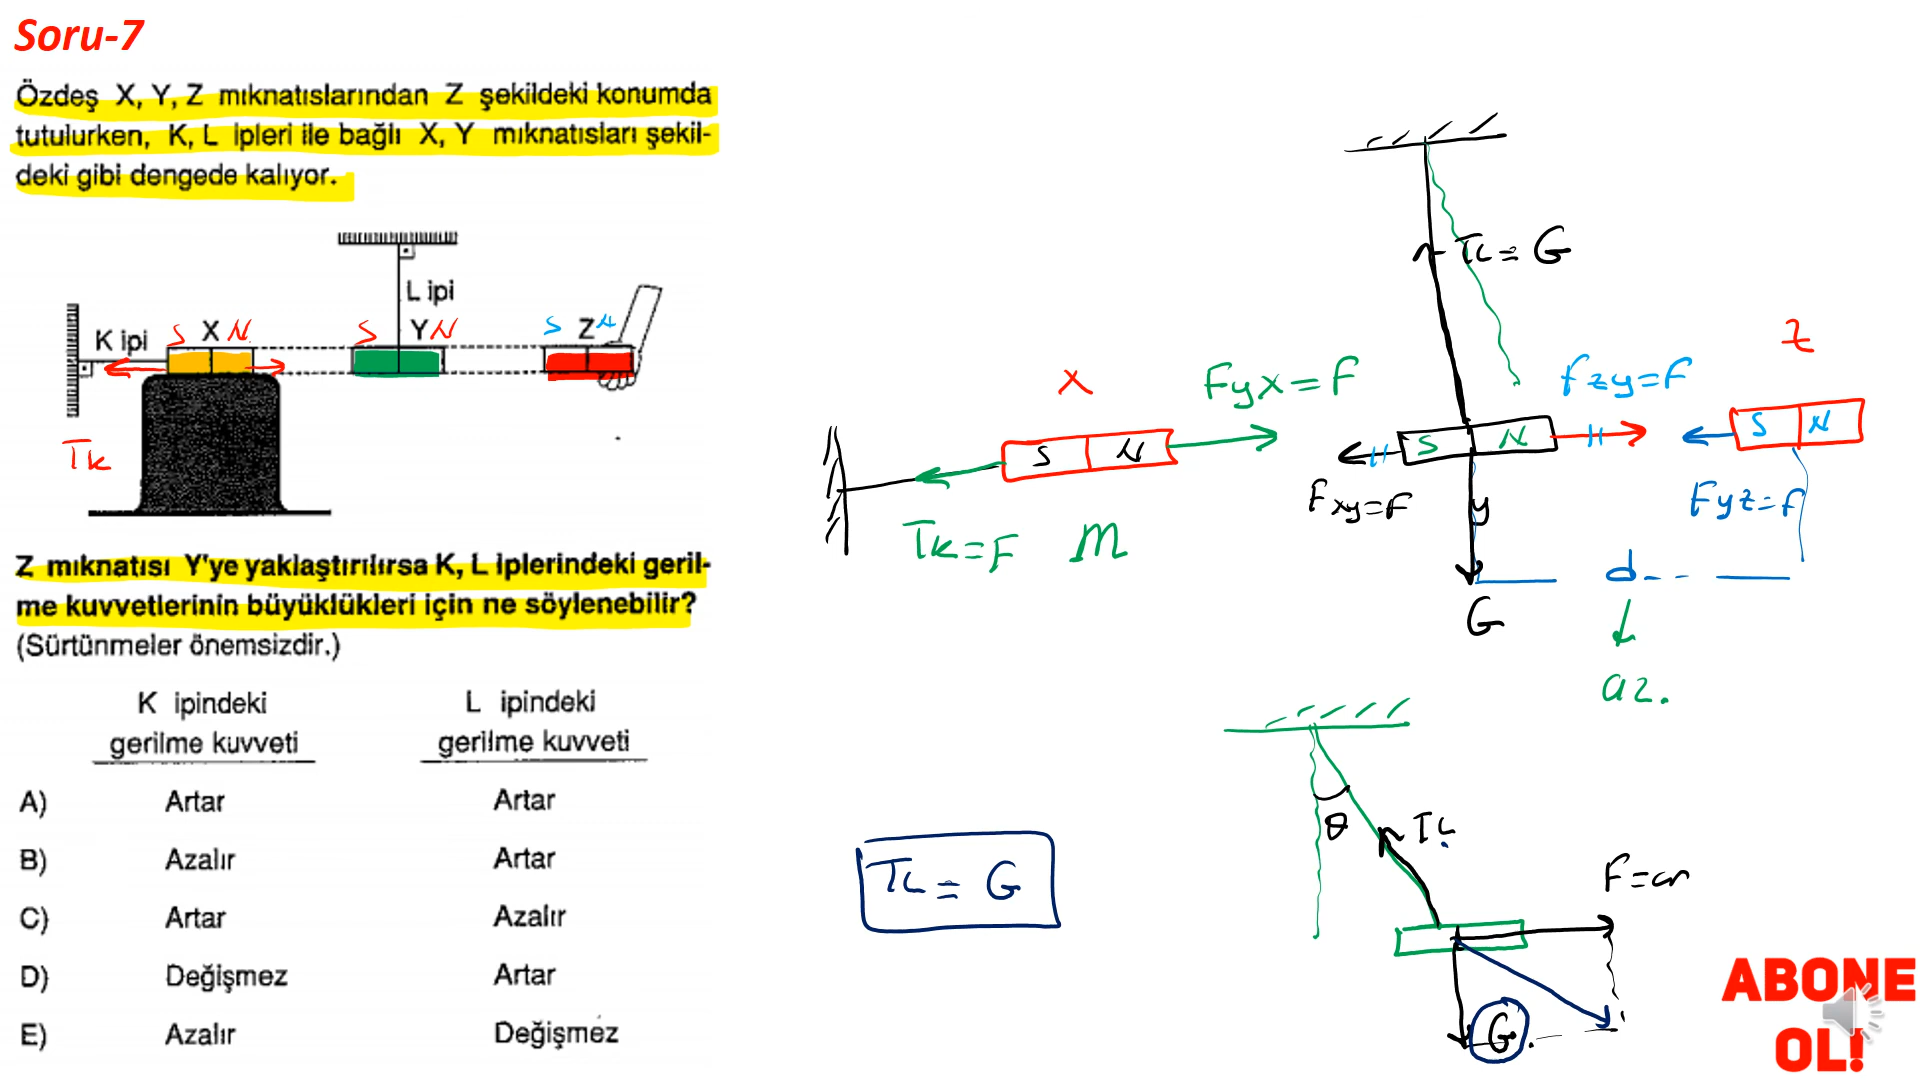 Soru-7
Özdeş X, Y, Z mıknatıslarından Z şekildeki konumda
tutulurken, K, L ipleri ile bağlı X, Y mıknatısları şekil-
deki gibi dengede kalıyor.
L ipi
K ipi
S X N
S Y N
S Z N
TK
Z mıknatısı Y'ye yaklaştırılırsa K, L iplerindeki geril-
me kuvvetlerinin büyüklükleri için ne söylenebilir?
(Sürtünmeler önemsizdir.)
K ipindeki gerilme kuvveti
L ipindeki gerilme kuvveti
A) Artar Artar
B) Azalır Artar
C) Artar Azalır
D) Değişmez Artar
E) Azalır Değişmez
TL = G
X
Fyx = F
fzy = F
Z
S N
S N
S N
TK = F
m
Fxy = F
y
Fyz = f
d
G
az.
θ
TL
F = an
G
TL = G
ABONE
OL!